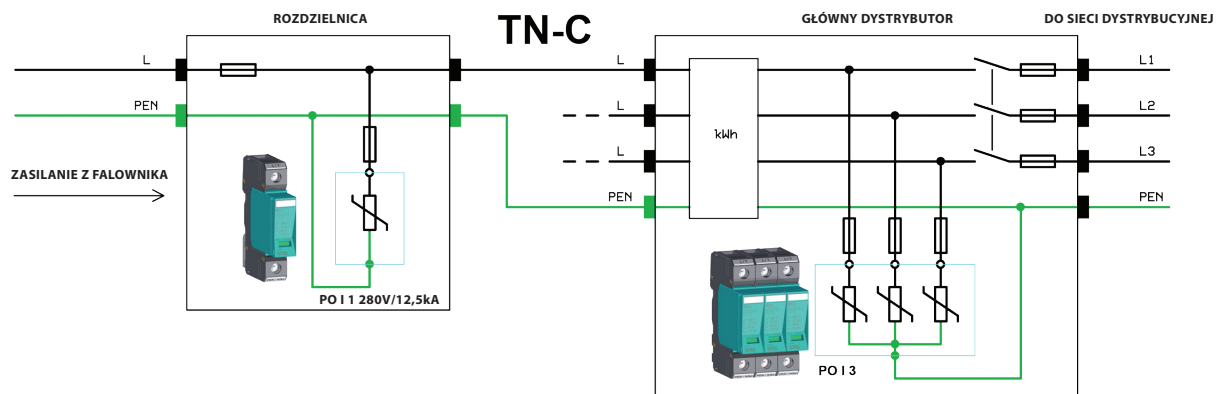 ROZDZIELNICA
TN-C
GŁÓWNY DYSTRYBUTOR
DO SIECI DYSTRYBUCYJNEJ
L
L
L1
PEN
L
L2
kWh
L
L3
ZASILANIE Z FALOWNIKA
PEN
PEN
PO I 1 280V/12,5kA
PO I 3